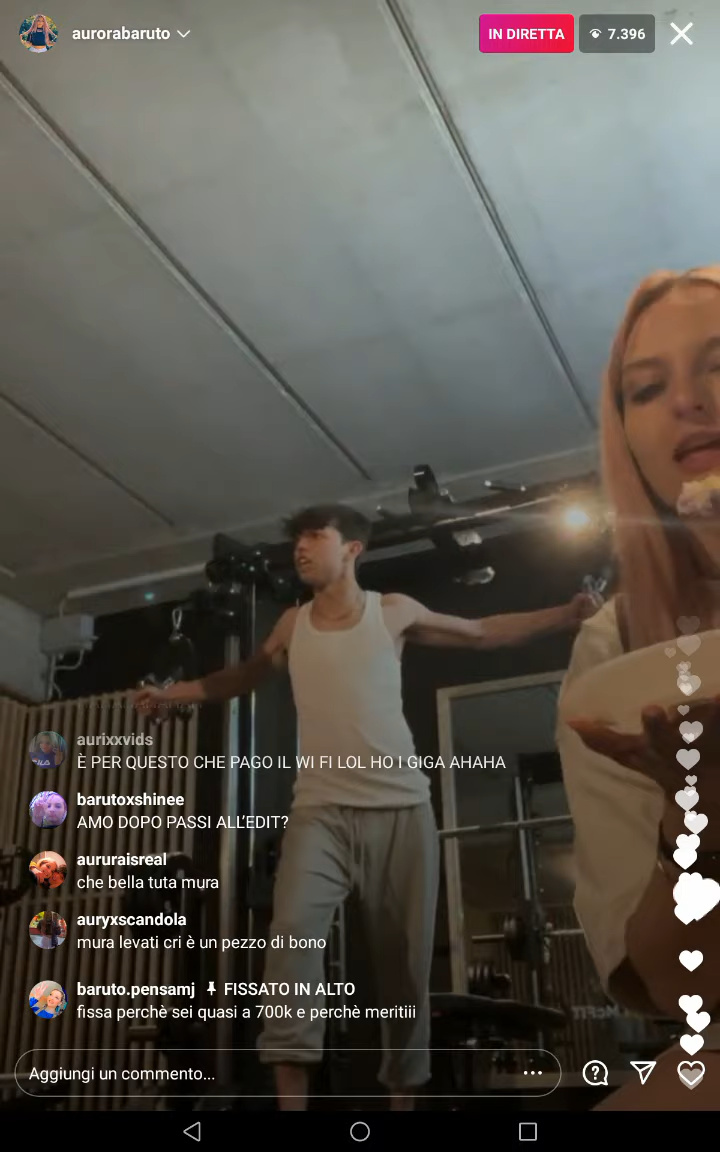 aurorabaruto
IN DIRETTA
7.396
aurixxvids
È PER QUESTO CHE PAGO IL WI FI LOL HO I GIGA AHAHA
barutoxshinee
AMO DOPO PASSI ALL'EDIT?
aururaisreal
che bella tuta mura
auryxscandola
mura levati cri è un pezzo di bono
baruto.pensamj FISSATO IN ALTO
fissa perchè sei quasi a 700k e perchè meritiii
Aggiungi un commento...